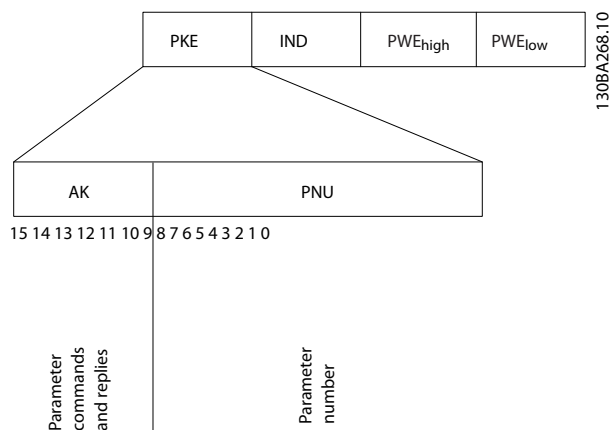 PKE IND PWEhigh PWElow
130BA268.10
AK PNU
15 14 13 12 11 10 9 8 7 6 5 4 3 2 1 0
Parameter
commands
and replies
Parameter
number